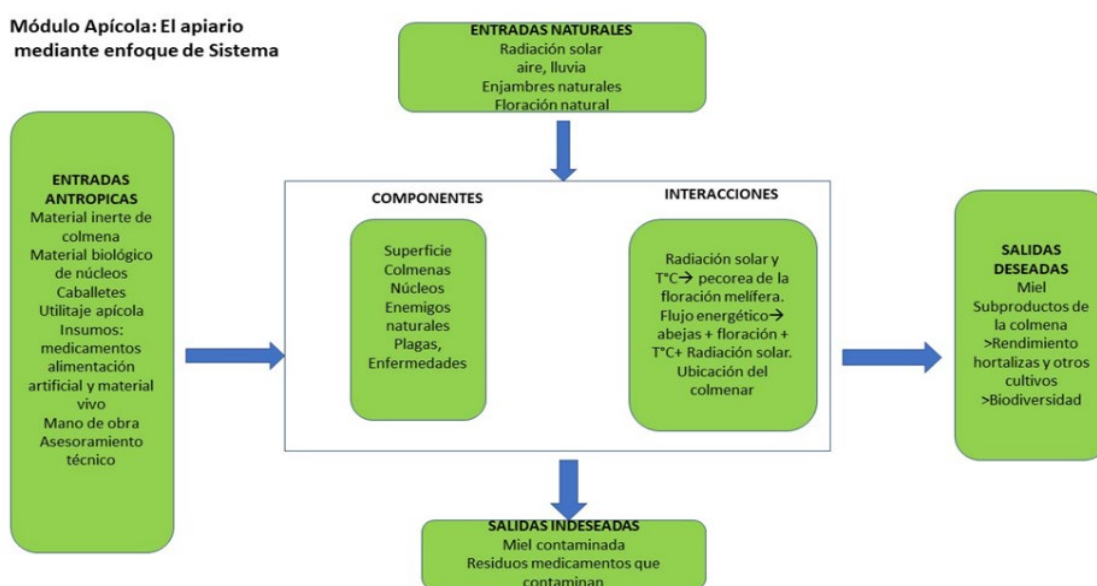 Módulo Apícola: El apiario
mediante enfoque de Sistema
ENTRADAS NATURALES
Radiación solar
aire, lluvia
Enjambres naturales
Floración natural
ENTRADAS
ANTROPICAS
Material inerte de
colmena
Material biológico
de núcleos
Caballetes
Utilitaje apícola
Insumos:
medicamentos
alimentación
artificial y material
vivo
Mano de obra
Asesoramiento
técnico
COMPONENTES
Superficie
Colmenas
Núcleos
Enemigos
naturales
Plagas,
Enfermedades
INTERACCIONES
Radiación solar y
T°C→ pecorea de la
floración melífera.
Flujo energético→
abejas + floración +
T°C+ Radiación solar.
Ubicación del
colmenar
SALIDAS
DESEADAS
Miel
Subproductos de
la colmena
>Rendimiento
hortalizas y otros
cultivos
>Biodiversidad
SALIDAS INDESEADAS
Miel contaminada
Residuos medicamentos que
contaminan